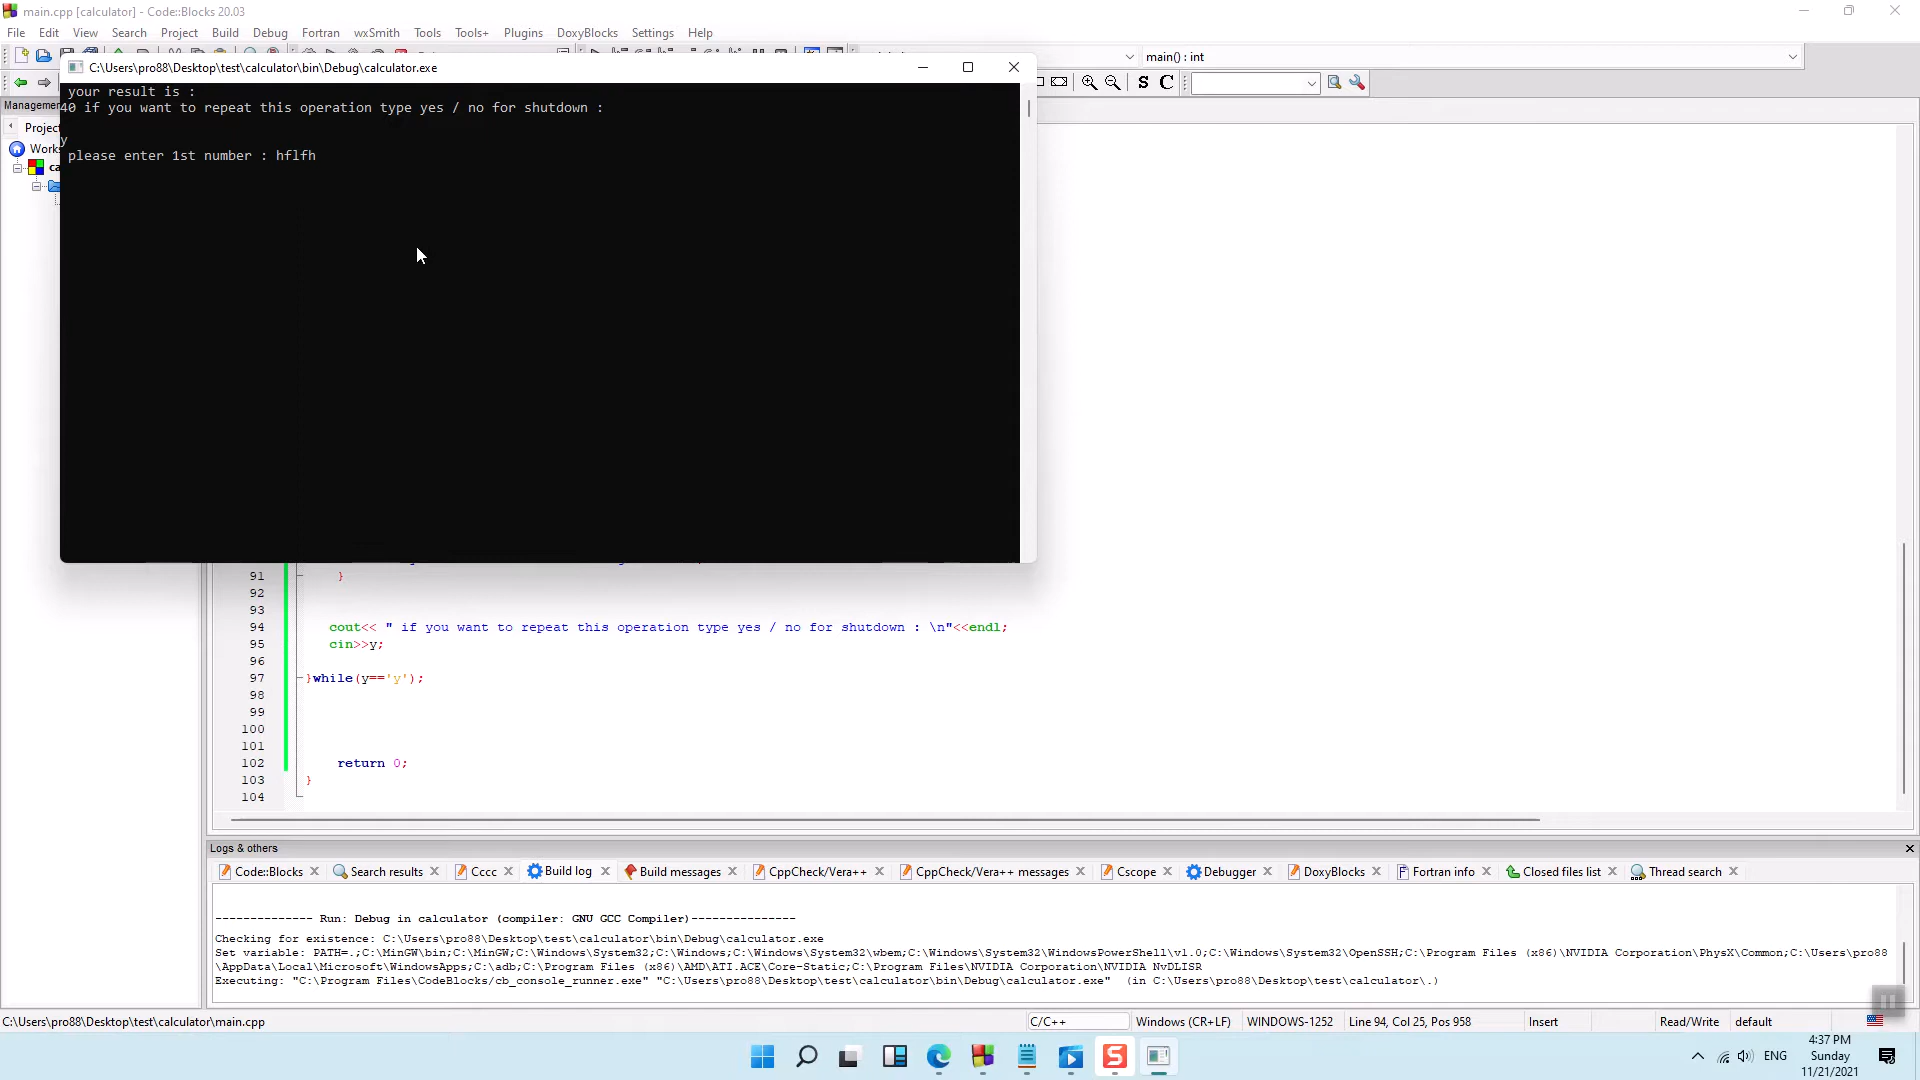 main.cpp [calculator] - Code::Blocks 20.03
File Edit View Search Project Build Debug Fortran wxSmith Tools Tools+ Plugins DoxyBlocks Settings Help
main() : int
C:\Users\pro88\Desktop\test\calculator\bin\Debug\calculator.exe
S C
your result is :
40 if you want to repeat this operation type yes / no for shutdown :
y
please enter 1st number : hflfh
Managemen
Project
Works
ca
91 }
92
93
94 cout<< " if you want to repeat this operation type yes / no for shutdown : \n"<<endl;
95 cin>>y;
96
97 }while(y=='y');
98
99
100
101
102 return 0;
103 }
104
Logs & others
Code::Blocks Search results Cccc Build log Build messages CppCheck/Vera++ CppCheck/Vera++ messages Cscope Debugger DoxyBlocks Fortran info Closed files list Thread search
-------------- Run: Debug in calculator (compiler: GNU GCC Compiler)---------------
Checking for existence: C:\Users\pro88\Desktop\test\calculator\bin\Debug\calculator.exe
Set variable: PATH=.;C:\MinGW\bin;C:\MinGW;C:\Windows\System32;C:\Windows;C:\Windows\System32\wbem;C:\Windows\System32\WindowsPowerShell\v1.0;C:\Windows\System32\OpenSSH;C:\Program Files (x86)\NVIDIA Corporation\PhysX\Common;C:\Users\pro88
\AppData\Local\Microsoft\WindowsApps;C:\adb;C:\Program Files (x86)\AMD\ATI.ACE\Core-Static;C:\Program Files\NVIDIA Corporation\NVIDIA NvDLISR
Executing: "C:\Program Files\CodeBlocks/cb_console_runner.exe" "C:\Users\pro88\Desktop\test\calculator\bin\Debug\calculator.exe" (in C:\Users\pro88\Desktop\test\calculator\.)
C:\Users\pro88\Desktop\test\calculator\main.cpp C/C++ Windows (CR+LF) WINDOWS-1252 Line 94, Col 25, Pos 958 Insert Read/Write default
ENG
4:37 PM
Sunday
11/21/2021